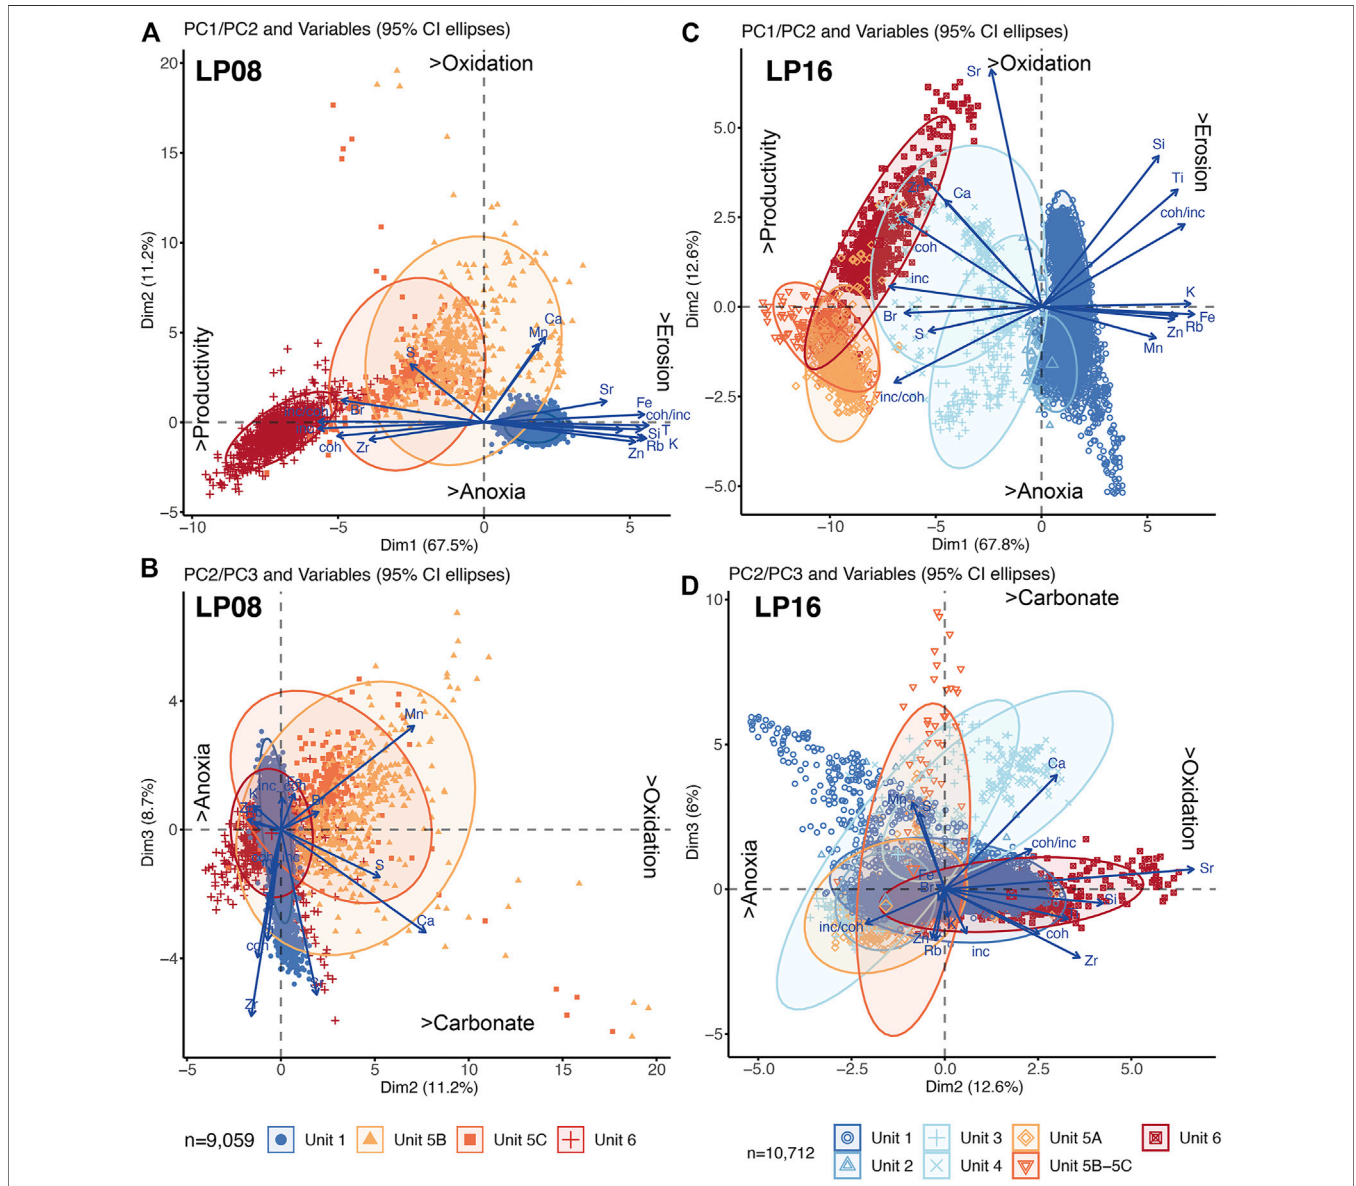 A PC1/PC2 and Variables (95% CI ellipses)
LP08
>Oxidation
>Productivity
>Erosion
>Anoxia
20
15
10
5
0
−5
Dim2 (11.2%)
−10 −5 0 5
Dim1 (67.5%)
Ca
Mn
S
Sr
Fe
coh/inc
Br
Si T
Rb K
Zn
coh
Zr
C PC1/PC2 and Variables (95% CI ellipses)
LP16
>Oxidation
>Productivity
>Erosion
>Anoxia
5.0
2.5
0.0
−2.5
−5.0
Dim2 (12.6%)
−10 −5 0 5
Dim1 (67.8%)
Sr
Si
Ti
coh/inc
Ca
coh
inc
K
Br
Fe
Rb
Zn
S
Mn
inc/coh
B PC2/PC3 and Variables (95% CI ellipses)
LP08
>Anoxia
>Oxidation
>Carbonate
4
0
−4
Dim3 (8.7%)
−5 0 5 10 15 20
Dim2 (11.2%)
Mn
Br
S
Ca
K
coh
Zr
D PC2/PC3 and Variables (95% CI ellipses)
LP16
>Carbonate
>Anoxia
>Oxidation
10
5
0
−5
Dim3 (6%)
−5.0 −2.5 0.0 2.5 5.0
Dim2 (12.6%)
Ca
Mn
S
coh/inc
Sr
Fe
Br
Si
inc/coh
Zn
Rb
K
inc
coh
Zr
n=9,059 Unit 1 Unit 5B Unit 5C Unit 6
n=10,712
Unit 1 Unit 3 Unit 5A Unit 6
Unit 2 Unit 4 Unit 5B−5C